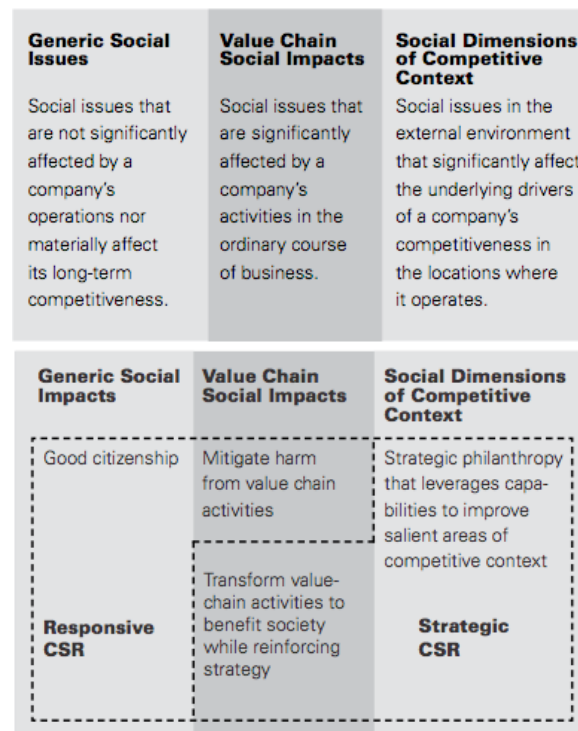 Generic Social
Issues
Social issues that
are not significantly
affected by a
company's
operations nor
materially affect
its long-term
competitiveness.
Value Chain
Social Impacts
Social issues that
are significantly
affected by a
company's
activities in the
ordinary course
of business.
Social Dimensions
of Competitive
Context
Social issues in the
external environment
that significantly affect
the underlying drivers
of a company's
competitiveness in
the locations where
it operates.
Generic Social
Impacts
Good citizenship
Responsive
CSR
Value Chain
Social Impacts
Mitigate harm
from value chain
activities
Transform value-
chain activities to
benefit society
while reinforcing
strategy
Social Dimensions
of Competitive
Context
Strategic philanthropy
that leverages capa-
bilities to improve
salient areas of
competitive context
Strategic
CSR